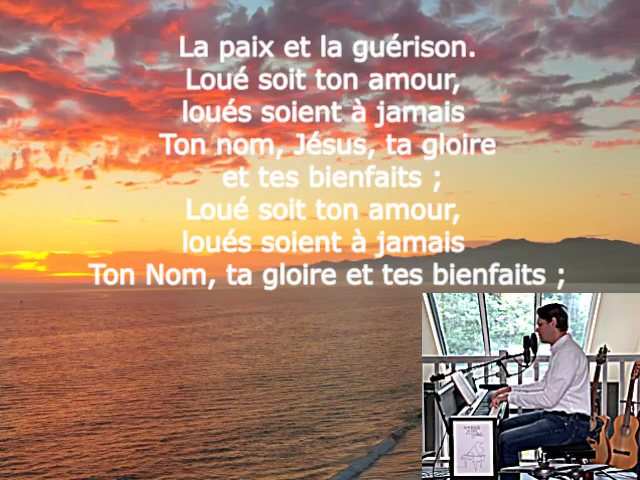 La paix et la guérison.
Loué soit ton amour,
loués soient à jamais
Ton nom, Jésus, ta gloire
et tes bienfaits ;
Loué soit ton amour,
loués soient à jamais
Ton Nom, ta gloire et tes bienfaits ;